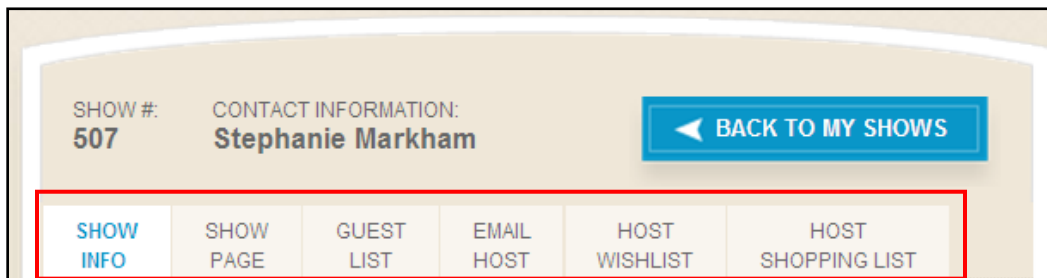 SHOW #: CONTACT INFORMATION:
507 Stephanie Markham
BACK TO MY SHOWS
SHOW INFO
SHOW PAGE
GUEST LIST
EMAIL HOST
HOST WISHLIST
HOST SHOPPING LIST